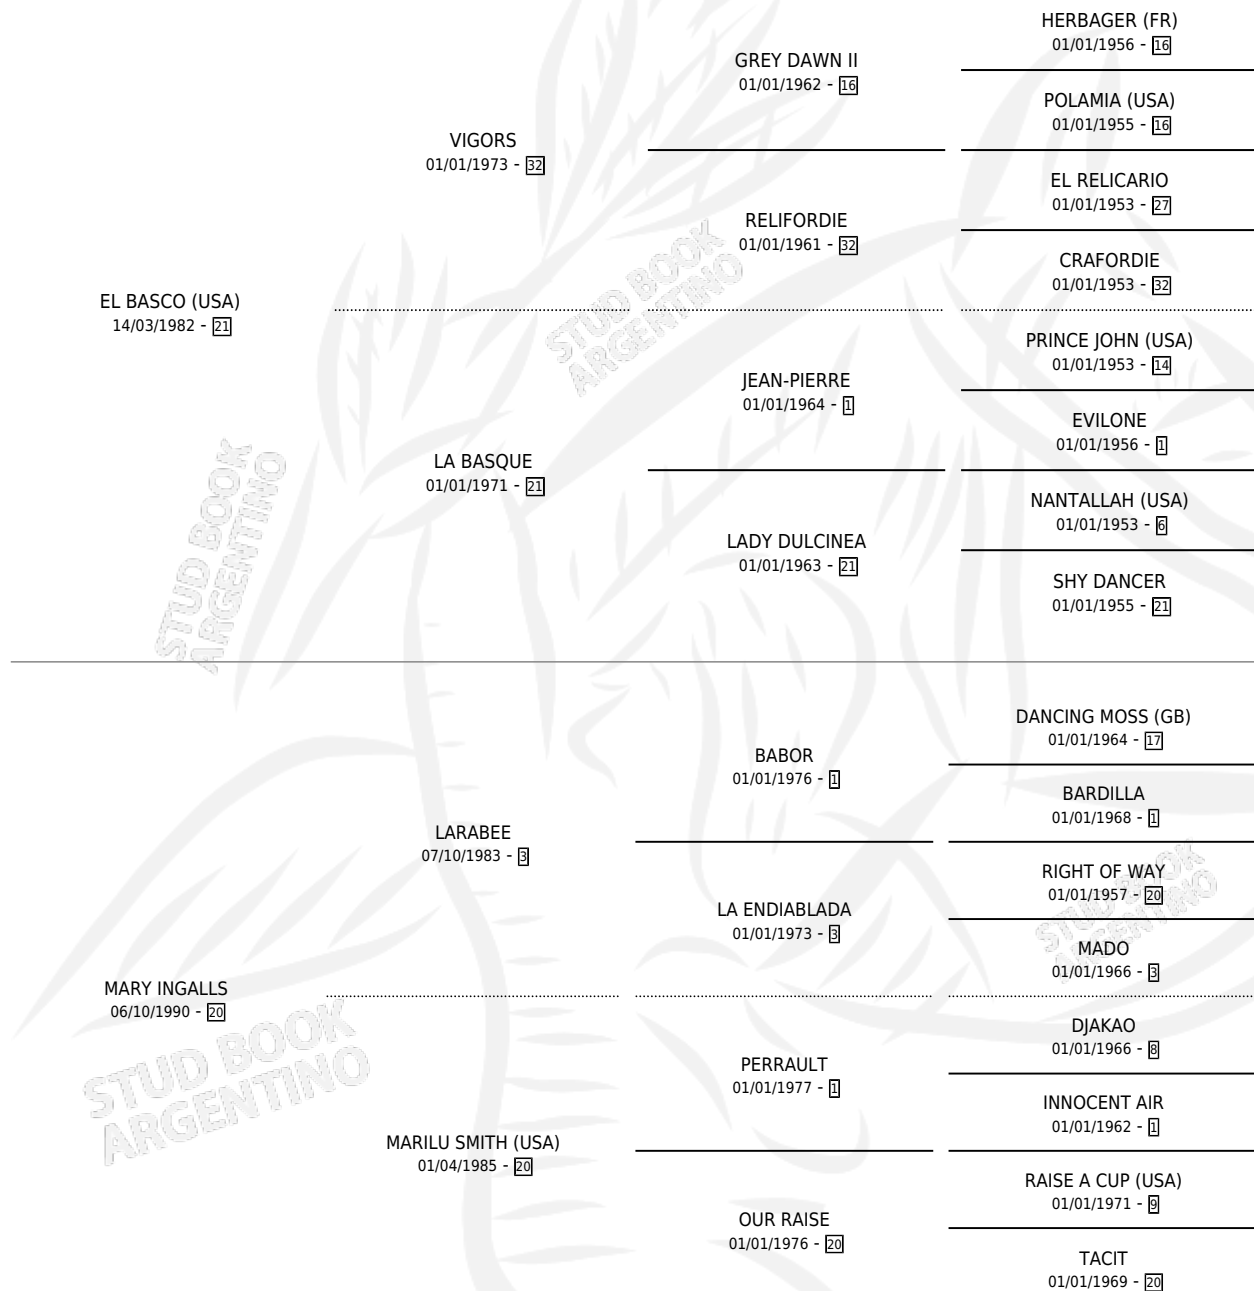 HERBAGER (FR)
01/01/1956 - 16
GREY DAWN II
01/01/1962 - 16
POLAMIA (USA)
01/01/1955 - 16
VIGORS
01/01/1973 - 32
EL RELICARIO
01/01/1953 - 27
RELIFORDIE
01/01/1961 - 32
CRAFORDIE
01/01/1953 - 32
EL BASCO (USA)
14/03/1982 - 21
PRINCE JOHN (USA)
01/01/1953 - 14
JEAN-PIERRE
01/01/1964 - 1
EVILONE
01/01/1956 - 1
LA BASQUE
01/01/1971 - 21
NANTALLAH (USA)
01/01/1953 - 6
LADY DULCINEA
01/01/1963 - 21
SHY DANCER
01/01/1955 - 21
STUD BOOK
ARGENTINO
STUD BOOK
ARGENTINO
DANCING MOSS (GB)
01/01/1964 - 17
BABOR
01/01/1976 - 1
BARDILLA
01/01/1968 - 1
LARABEE
07/10/1983 - 3
RIGHT OF WAY
01/01/1957 - 20
LA ENDIABLADA
01/01/1973 - 3
MADO
01/01/1966 - 3
STUD BOOK
ARGENTINO
MARY INGALLS
06/10/1990 - 20
DJAKAO
01/01/1966 - 8
PERRAULT
01/01/1977 - 1
INNOCENT AIR
01/01/1962 - 1
STUD BOOK
ARGENTINO
MARILU SMITH (USA)
01/04/1985 - 20
RAISE A CUP (USA)
01/01/1971 - 9
OUR RAISE
01/01/1976 - 20
TACIT
01/01/1969 - 20